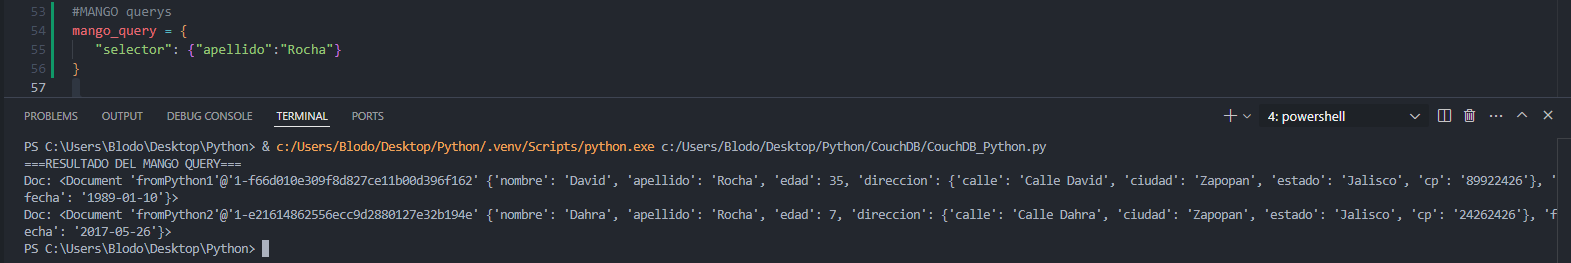 53 #MANGO querys
54 mango_query = {
55 "selector": {"apellido":"Rocha"}
56 }
57
PROBLEMS OUTPUT DEBUG CONSOLE TERMINAL PORTS 4: powershell
PS C:\Users\Blodo\Desktop\Python> & c:/Users/Blodo/Desktop/Python/.venv/Scripts/python.exe c:/Users/Blodo/Desktop/Python/CouchDB/CouchDB_Python.py
===RESULTADO DEL MANGO QUERY===
Doc: <Document 'fromPython1'@'1-f66d010e309f8d827ce11b00d396f162' {'nombre': 'David', 'apellido': 'Rocha', 'edad': 35, 'direccion': {'calle': 'Calle David', 'ciudad': 'Zapopan', 'estado': 'Jalisco', 'cp': '89922426'}, '
fecha': '1989-01-10'}>
Doc: <Document 'fromPython2'@'1-e21614862556ecc9d2880127e32b194e' {'nombre': 'Dahra', 'apellido': 'Rocha', 'edad': 7, 'direccion': {'calle': 'Calle Dahra', 'ciudad': 'Zapopan', 'estado': 'Jalisco', 'cp': '24262426'}, 'f
echa': '2017-05-26'}>
PS C:\Users\Blodo\Desktop\Python>